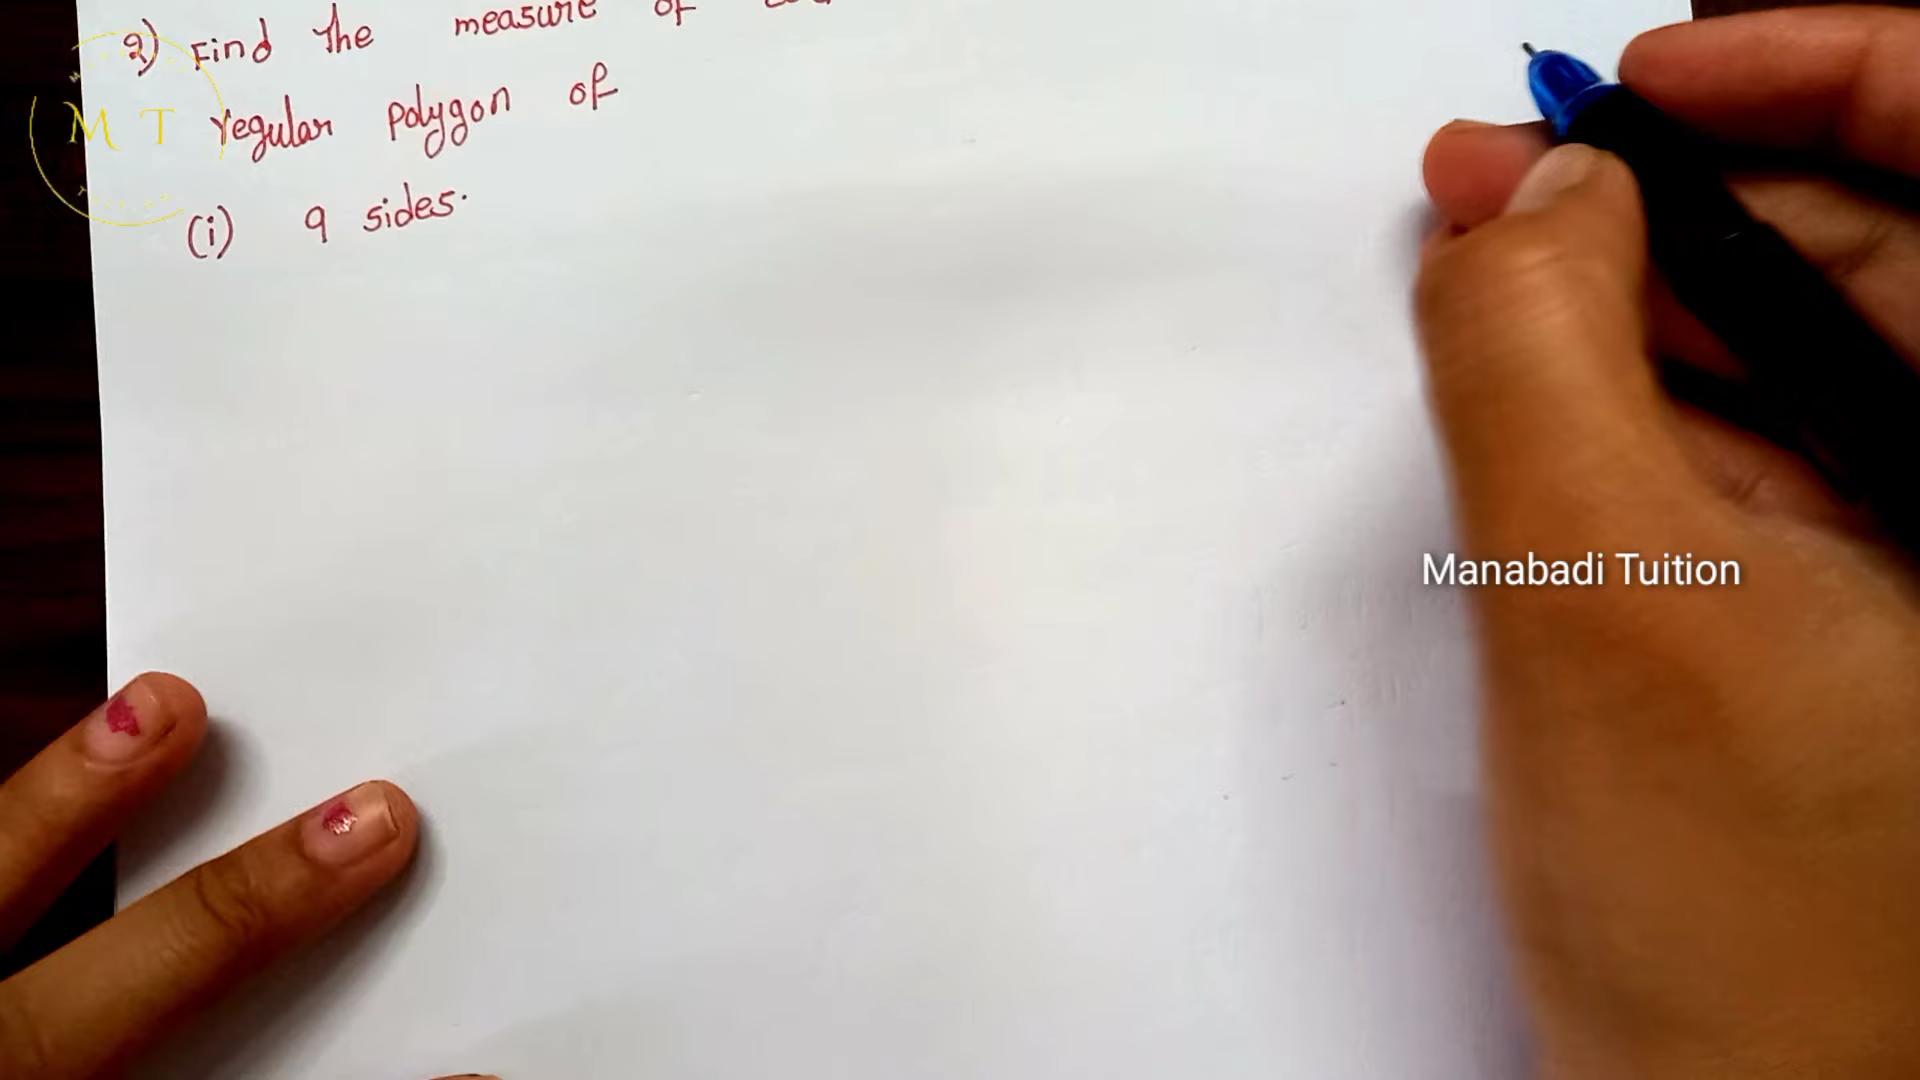 2) Find the measure of
regular polygon of
(i) 9 sides.
M T
Manabadi Tuition